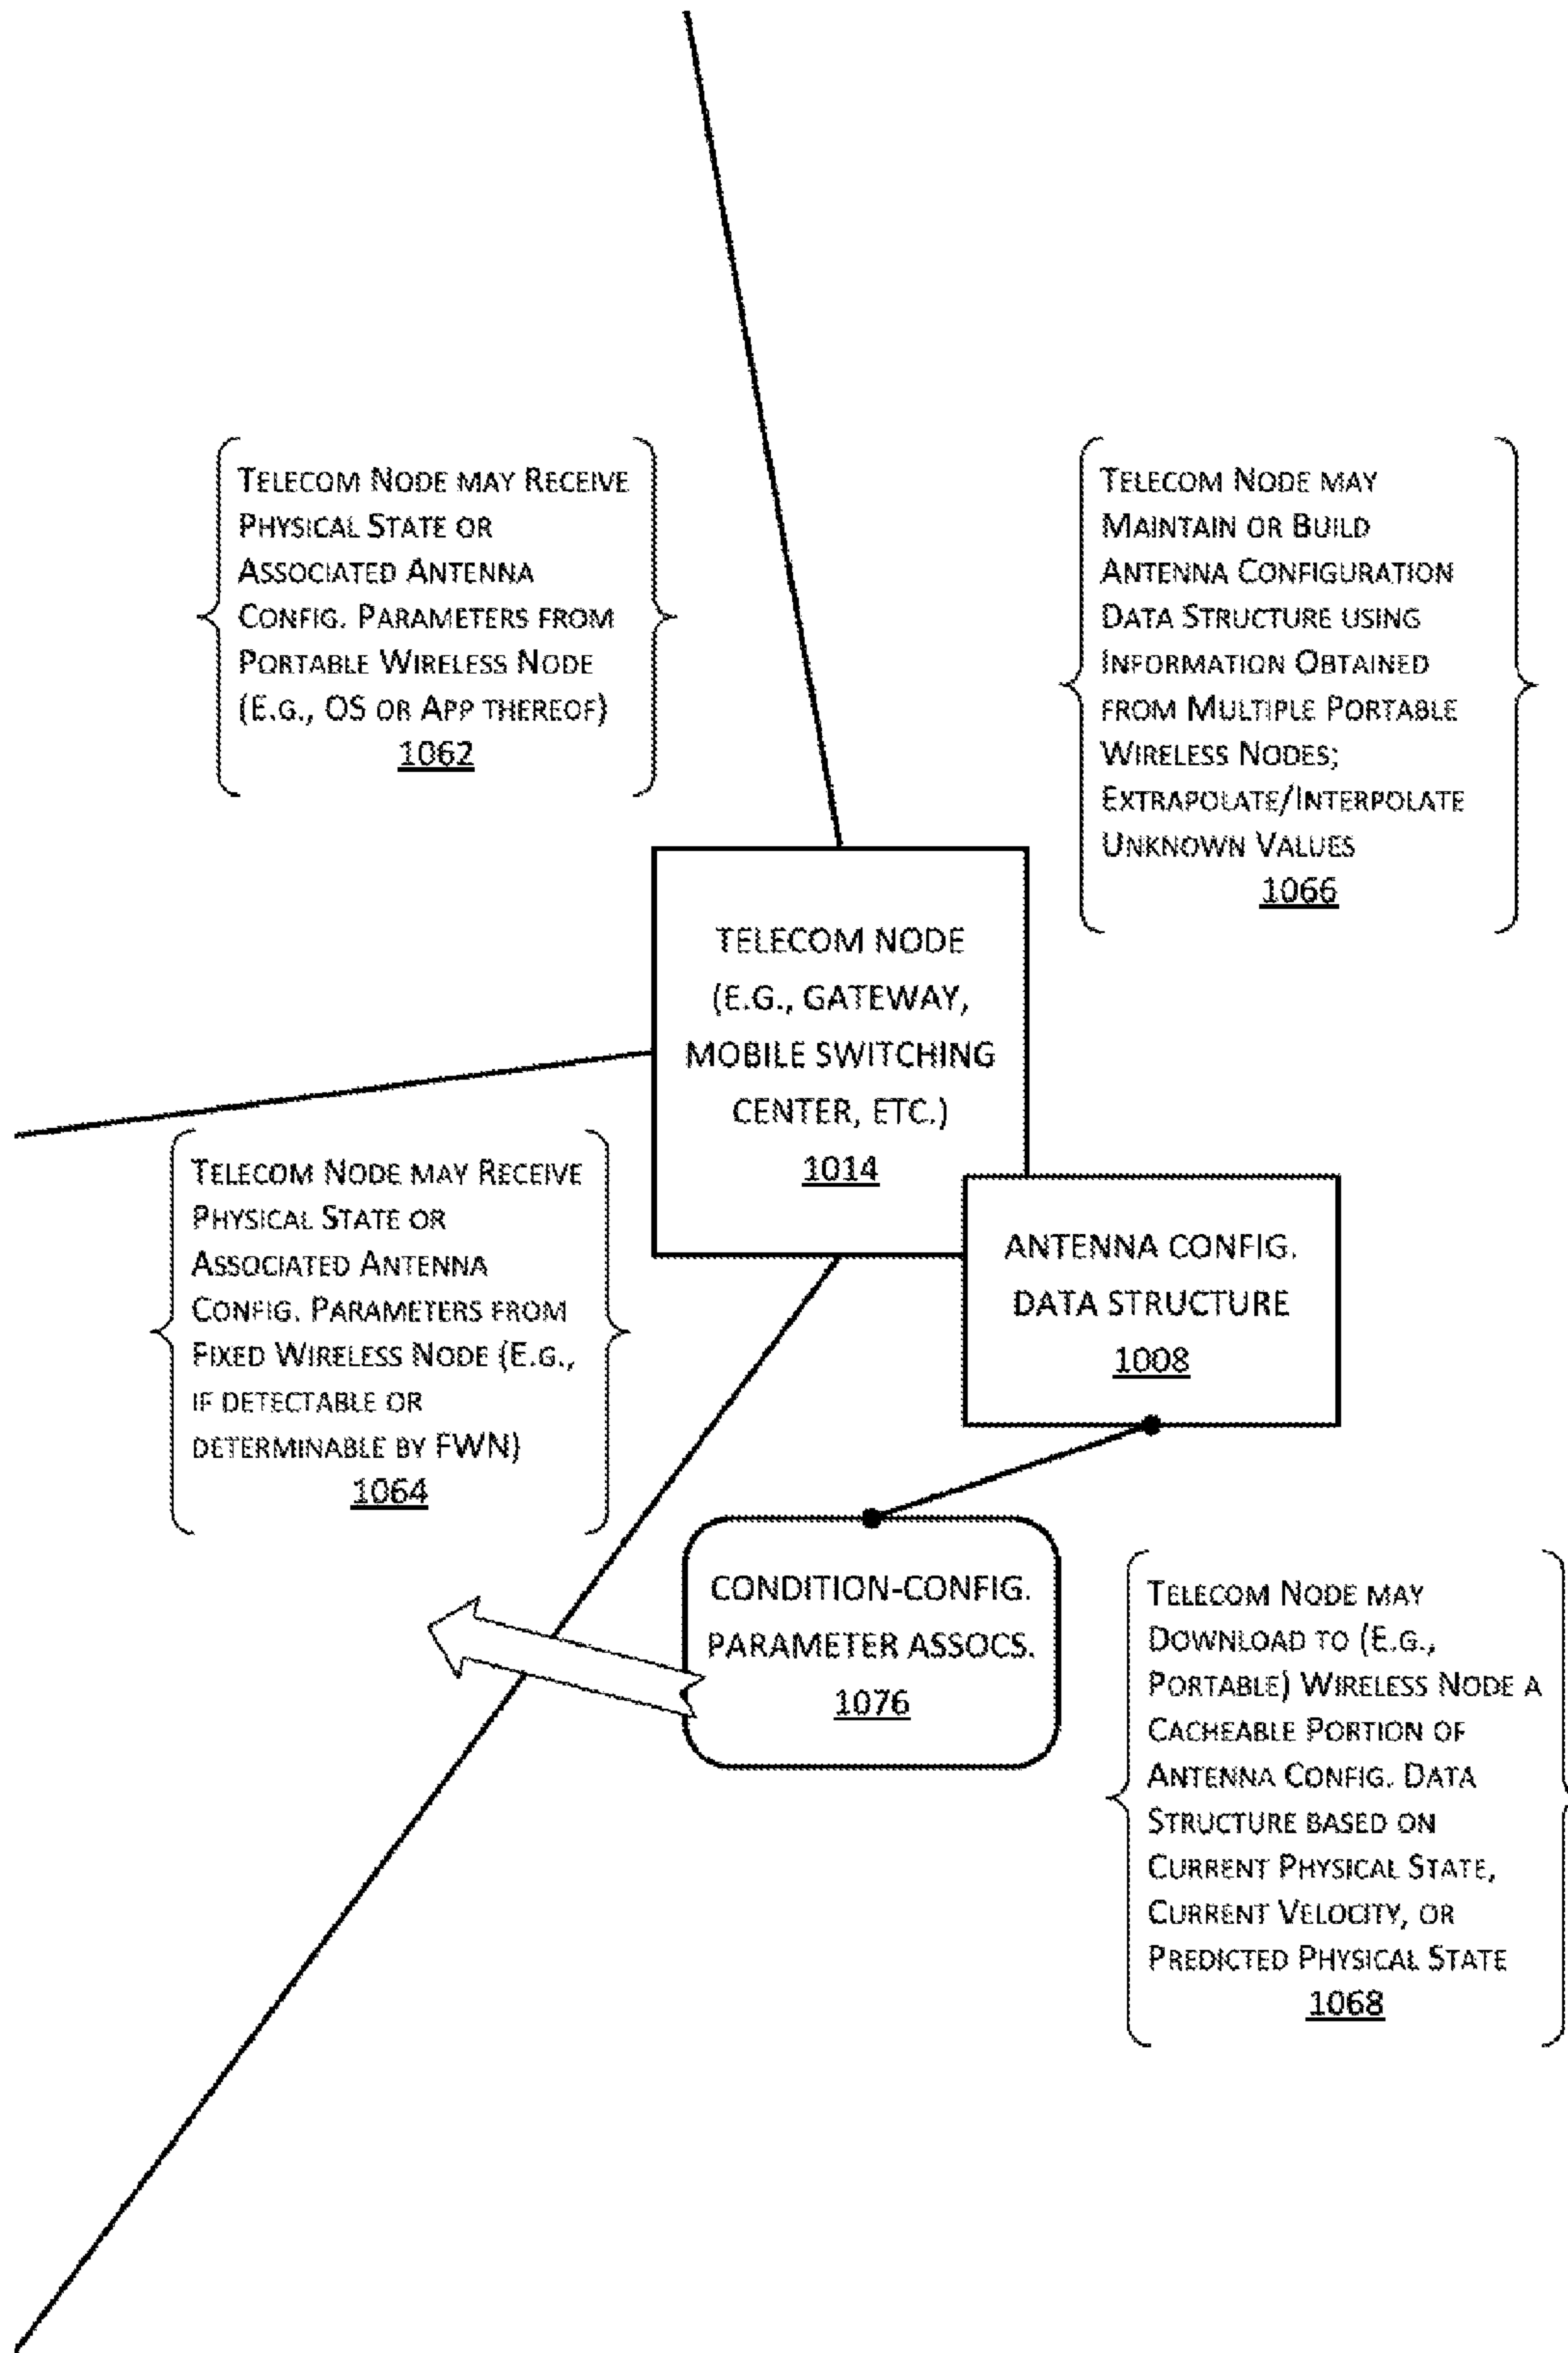 Telecom Node may Receive
Physical State or
Associated Antenna
Config. Parameters from
Portable Wireless Node
(E.g., OS or App thereof)
1062
Telecom Node may
Maintain or Build
Antenna Configuration
Data Structure using
Information Obtained
from Multiple Portable
Wireless Nodes;
Extrapolate/Interpolate
Unknown Values
1066
TELECOM NODE
(E.G., GATEWAY,
MOBILE SWITCHING
CENTER, ETC.)
1014
Telecom Node may Receive
Physical State or
Associated Antenna
Config. Parameters from
Fixed Wireless Node (E.g.,
if detectable or
determinable by FWN)
1064
ANTENNA CONFIG.
DATA STRUCTURE
1008
CONDITION-CONFIG.
PARAMETER ASSOCS.
1076
Telecom Node may
Download to (E.g.,
Portable) Wireless Node a
Cacheable Portion of
Antenna Config. Data
Structure based on
Current Physical State,
Current Velocity, or
Predicted Physical State
1068